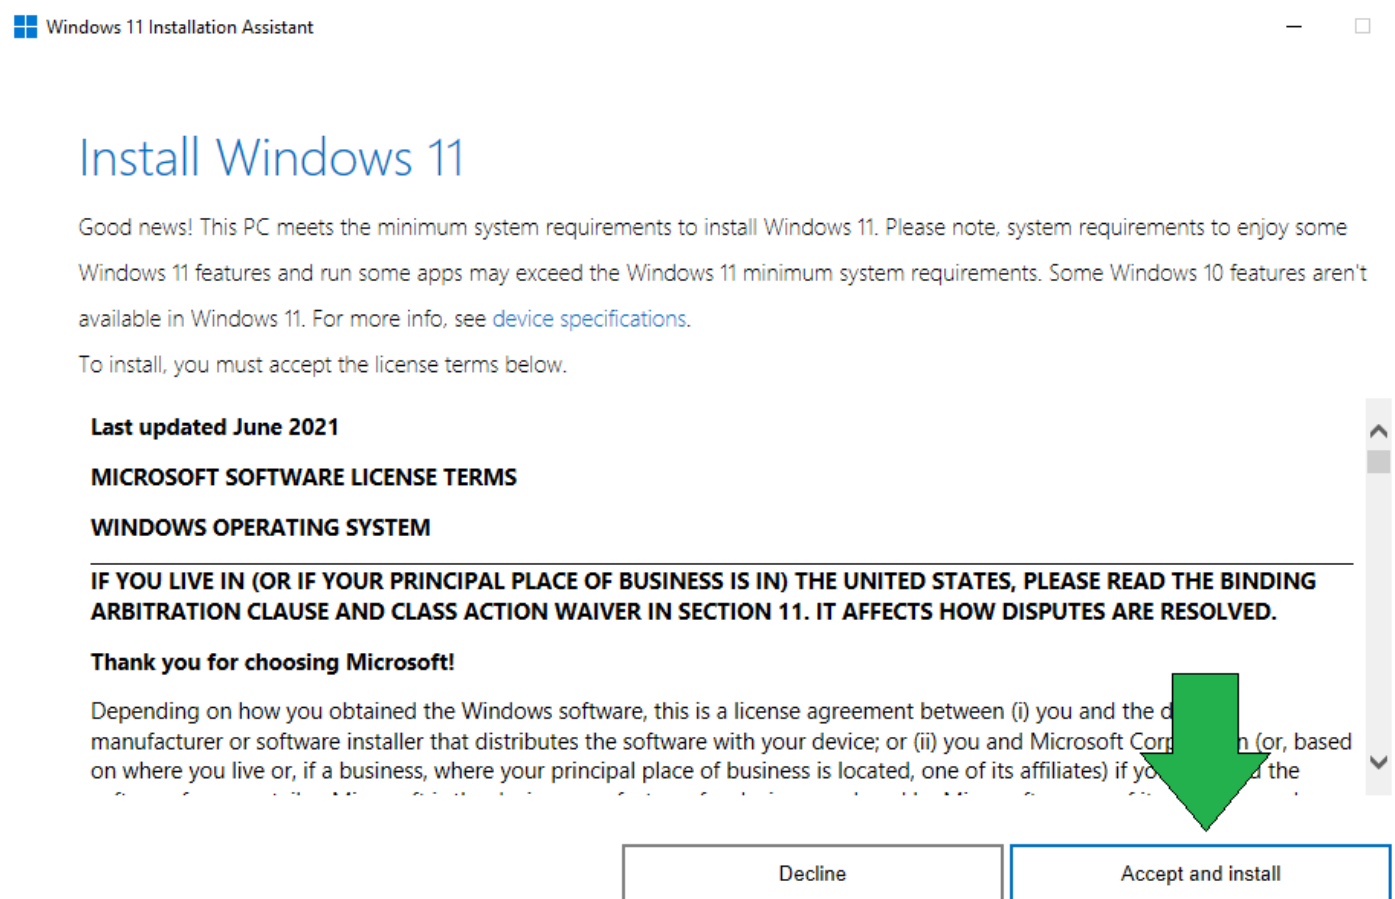 Windows 11 Installation Assistant
Install Windows 11
Good news! This PC meets the minimum system requirements to install Windows 11. Please note, system requirements to enjoy some
Windows 11 features and run some apps may exceed the Windows 11 minimum system requirements. Some Windows 10 features aren't
available in Windows 11. For more info, see device specifications.
To install, you must accept the license terms below.
Last updated June 2021
MICROSOFT SOFTWARE LICENSE TERMS
WINDOWS OPERATING SYSTEM
IF YOU LIVE IN (OR IF YOUR PRINCIPAL PLACE OF BUSINESS IS IN) THE UNITED STATES, PLEASE READ THE BINDING
ARBITRATION CLAUSE AND CLASS ACTION WAIVER IN SECTION 11. IT AFFECTS HOW DISPUTES ARE RESOLVED.
Thank you for choosing Microsoft!
Depending on how you obtained the Windows software, this is a license agreement between (i) you and the
manufacturer or software installer that distributes the software with your device; or (ii) you and Microsoft (or, based
on where you live or, if a business, where your principal place of business is located, one of its affiliates) if the
Decline
Accept and install